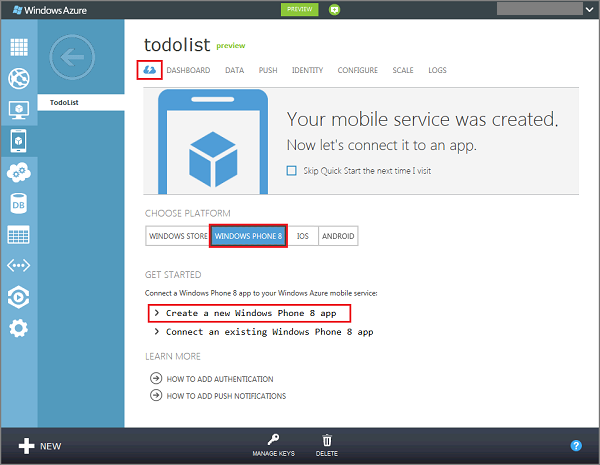 Windows Azure
PREVIEW
todolist preview
DASHBOARD DATA PUSH IDENTITY CONFIGURE SCALE LOGS
TodoList
Your mobile service was created.
Now let's connect it to an app.
Skip Quick Start the next time I visit
CHOOSE PLATFORM
WINDOWS STORE WINDOWS PHONE 8 IOS ANDROID
GET STARTED
Connect a Windows Phone 8 app to your Windows Azure mobile service:
Create a new Windows Phone 8 app
Connect an existing Windows Phone 8 app
LEARN MORE
HOW TO ADD AUTHENTICATION
HOW TO ADD PUSH NOTIFICATIONS
DB
NEW
MANAGE KEYS
DELETE
?